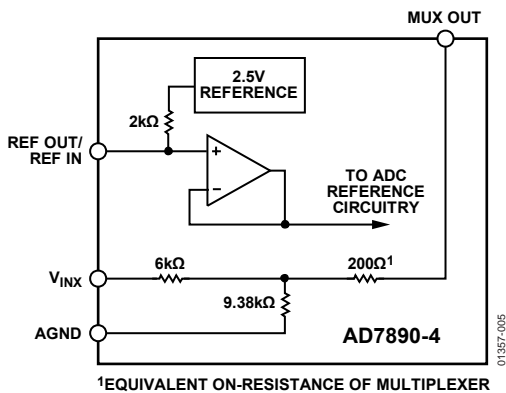 MUX OUT
2.5V
REFERENCE
2kΩ
REF OUT/
REF IN
+
−
TO ADC
REFERENCE
CIRCUITRY
6kΩ
200Ω¹
VINX
9.38kΩ
AGND
AD7890-4
01357-005
¹EQUIVALENT ON-RESISTANCE OF MULTIPLEXER